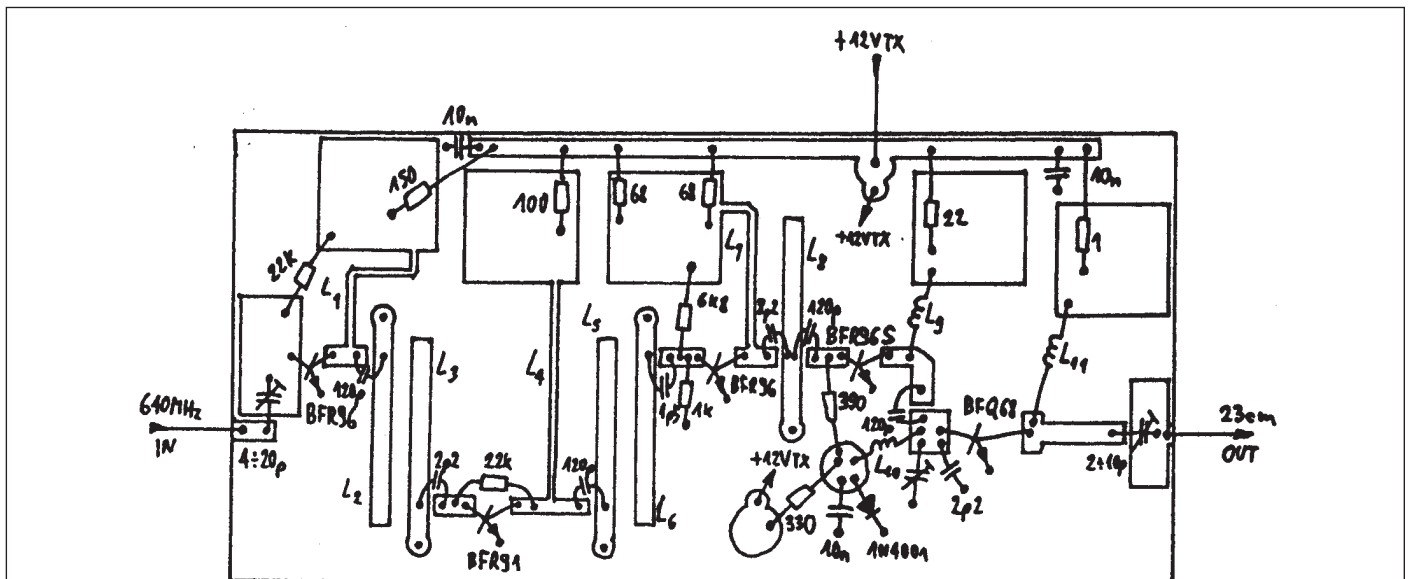 +12VTX
10n
150
100
68
68
22
10n
1
+12VTX
22k
L1
L7
L8
6k8
L5
L9
3p2
120p
BFR96S
L11
L3
L4
120p
BFR96
1p5
1k
BFR96
390
120p
BFQ68
640MHz
IN
4÷20p
23cm
OUT
2÷10p
L2
2p2
22k
120p
L6
+12VTX
L10
2p2
330
BFR91
10n
1N4001